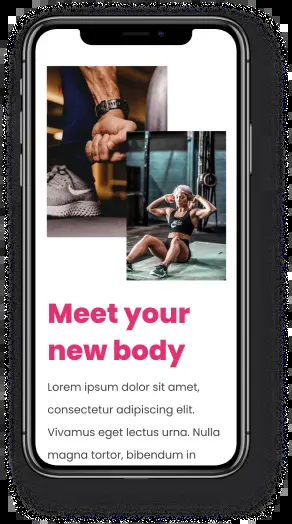 Meet your
new body
Lorem ipsum dolor sit amet,
consectetur adipiscing elit.
Vivamus eget lectus urna. Nulla
magna tortor, bibendum in